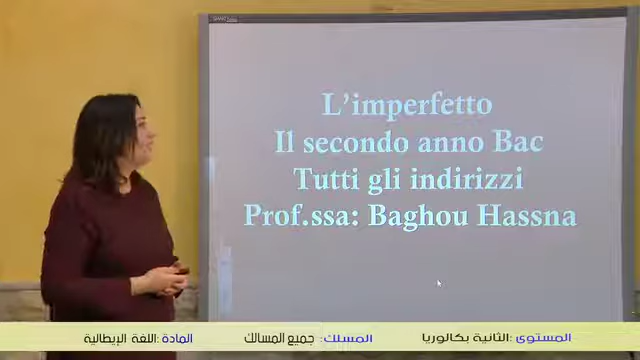 SMART
L'imperfetto
Il secondo anno Bac
Tutti gli indirizzi
Prof.ssa: Baghou Hassna
المستوى :الثانية بكالوريا المسلك: جميع المسالك المادة :اللغة الإيطالية